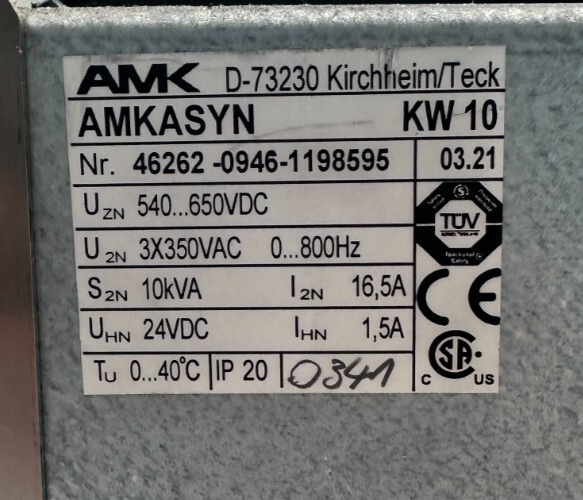 AMK D-73230 Kirchheim/Teck
AMKASYN KW 10
Nr. 46262 -0946-1198595 03.21
UZN 540...650VDC
TÜV
U2N 3X350VAC 0...800Hz
S2N 10kVA I2N 16,5A
CE
UHN 24VDC IHN 1,5A
SA
C US
TU 0...40°C IP 20 0341